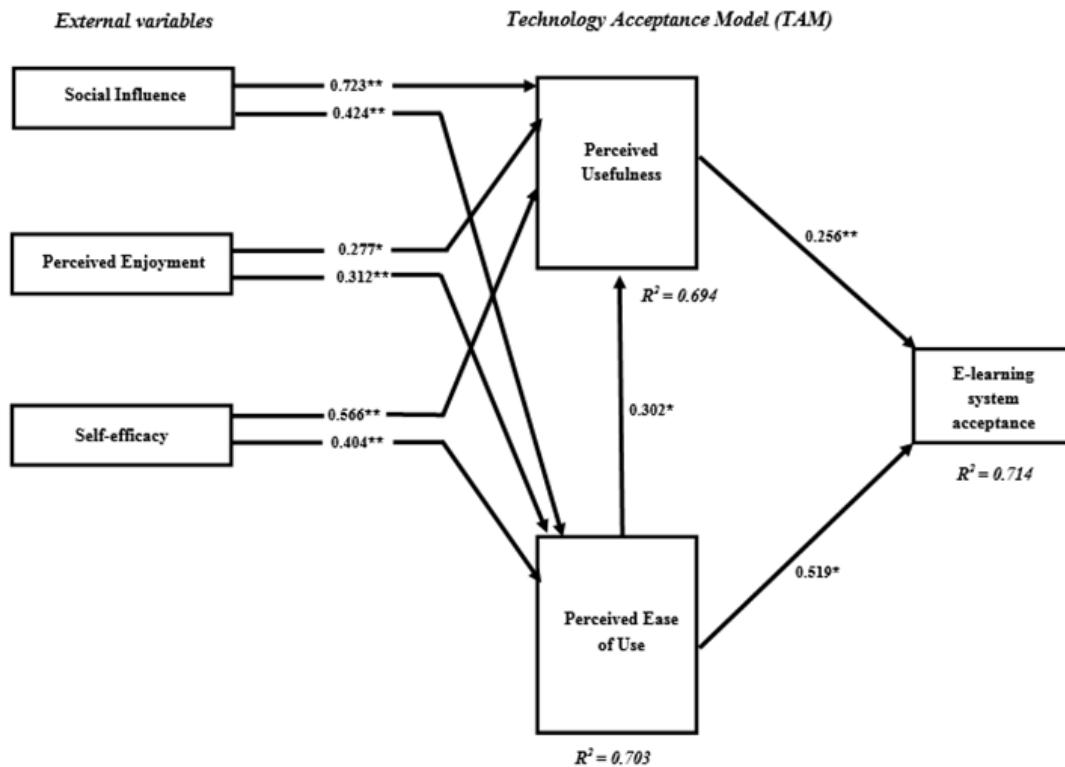 External variables
Technology Acceptance Model (TAM)
Social Influence
0.723**
0.424**
Perceived
Usefulness
Perceived Enjoyment
0.277*
0.312**
0.256**
R² = 0.694
E-learning
system
acceptance
0.302*
Self-efficacy
0.566**
0.404**
R² = 0.714
0.519*
Perceived Ease
of Use
R² = 0.703